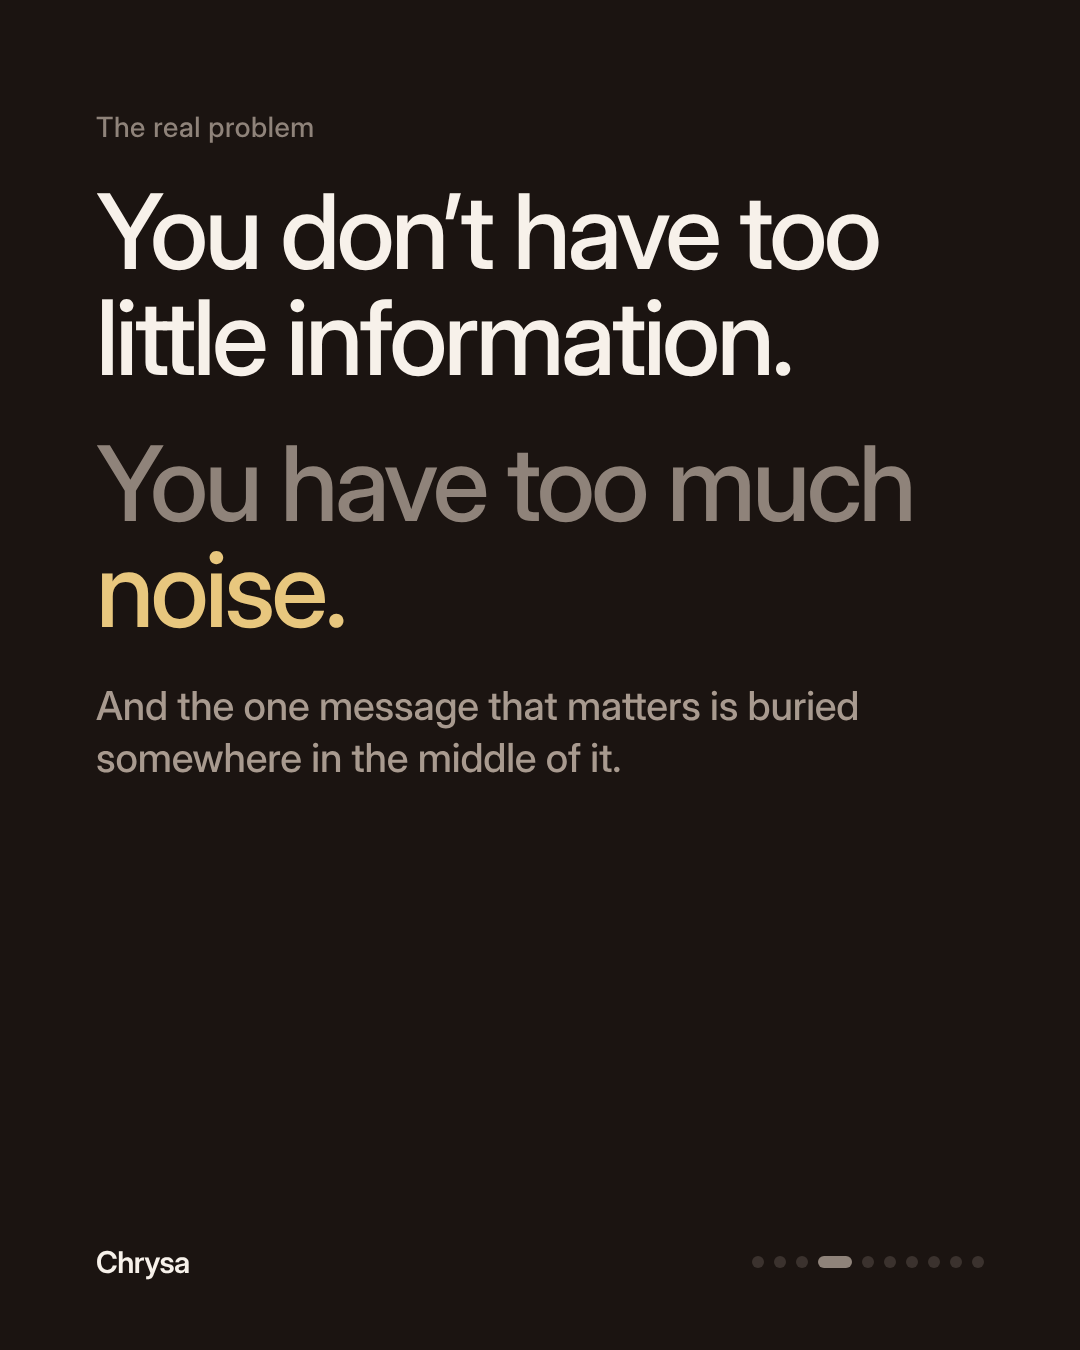 The real problem
You don’t have too
little information.
You have too much
noise.
And the one message that matters is buried
somewhere in the middle of it.
Chrysa